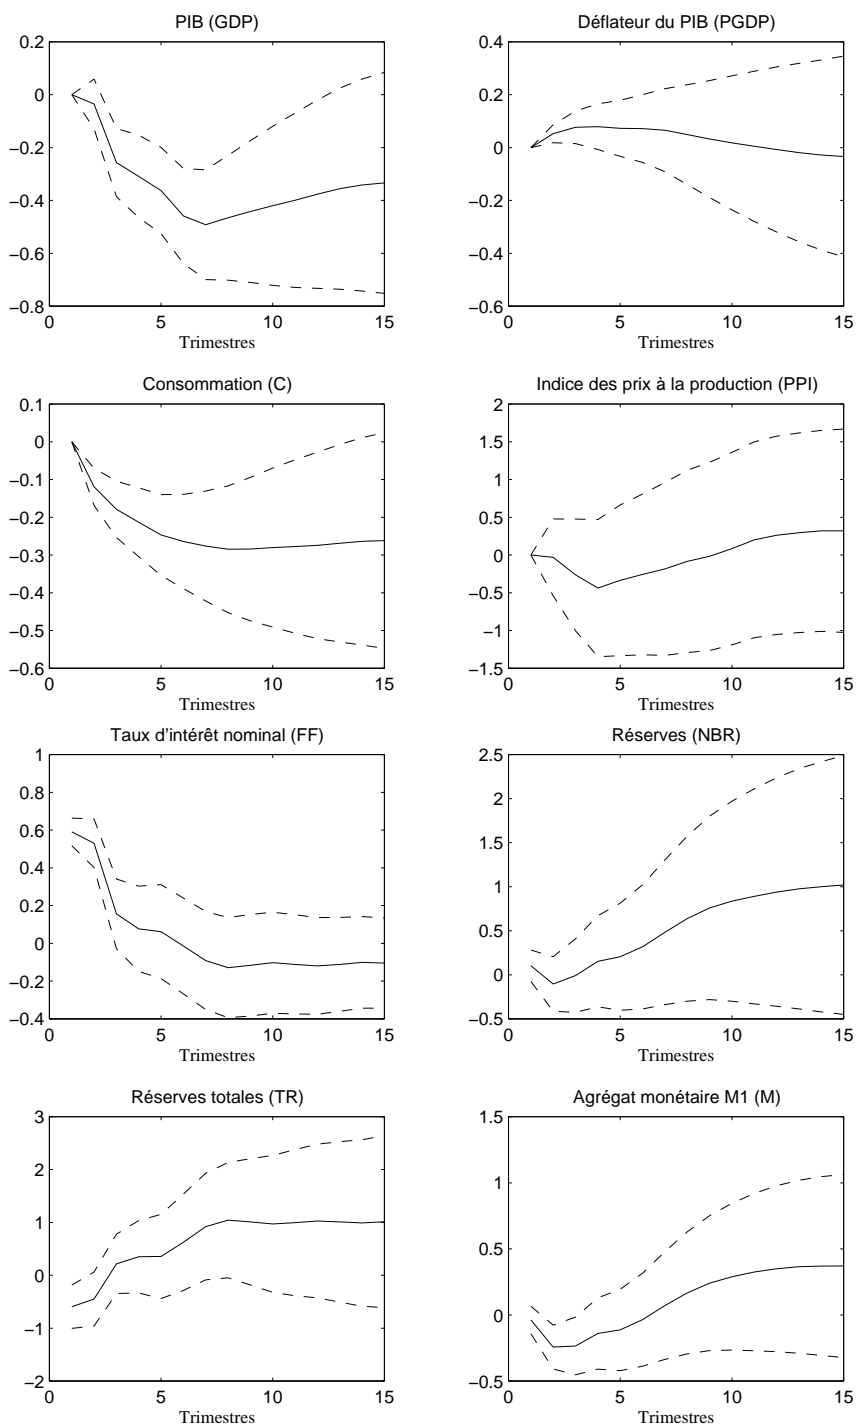 PIB (GDP)
0.2
0
−0.2
−0.4
−0.6
−0.8
0 5 10 15
Trimestres
Déflateur du PIB (PGDP)
0.4
0.2
0
−0.2
−0.4
−0.6
0 5 10 15
Trimestres
Consommation (C)
0.1
0
−0.1
−0.2
−0.3
−0.4
−0.5
−0.6
0 5 10 15
Trimestres
Indice des prix à la production (PPI)
2
1.5
1
0.5
0
−0.5
−1
−1.5
0 5 10 15
Trimestres
Taux d'intérêt nominal (FF)
1
0.8
0.6
0.4
0.2
0
−0.2
−0.4
0 5 10 15
Trimestres
Réserves (NBR)
2.5
2
1.5
1
0.5
0
−0.5
0 5 10 15
Trimestres
Réserves totales (TR)
3
2
1
0
−1
−2
0 5 10 15
Trimestres
Agrégat monétaire M1 (M)
1.5
1
0.5
0
−0.5
0 5 10 15
Trimestres